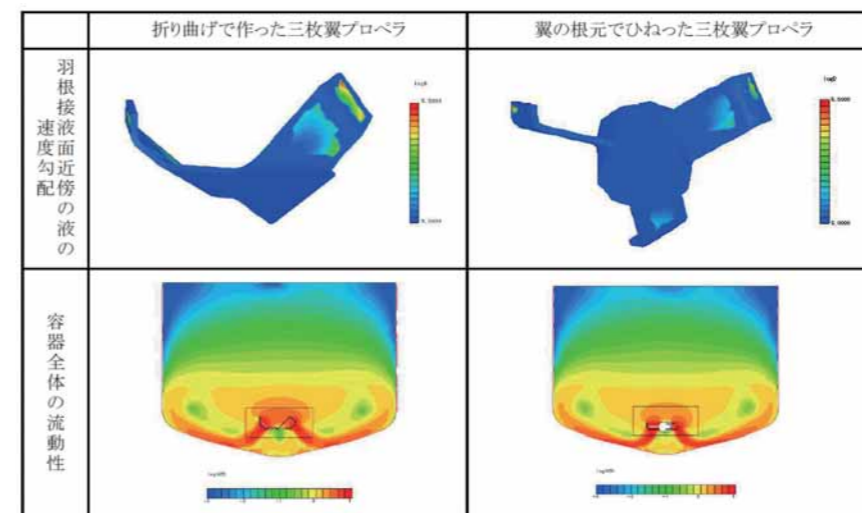 折り曲げで作った三枚翼プロペラ
翼の根元でひねった三枚翼プロペラ
羽根接液面近傍の液の
速度勾配
容器全体の流動性